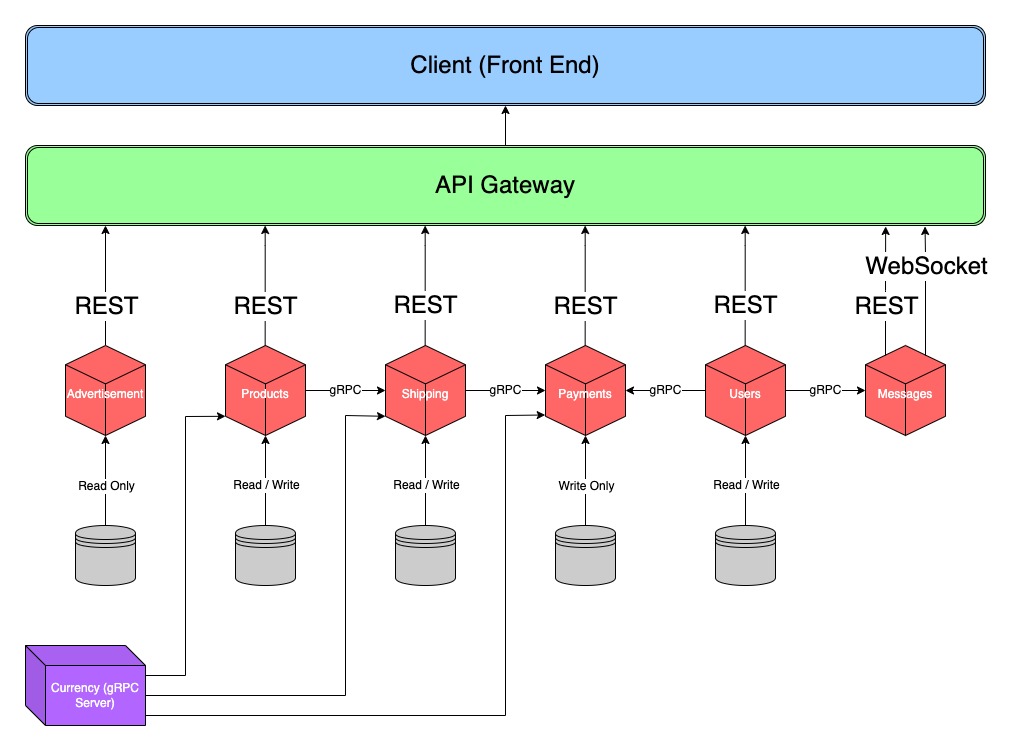 Client (Front End)
API Gateway
WebSocket
REST
REST
REST
REST
REST
REST
gRPC
gRPC
gRPC
gRPC
Advertisement
Products
Shipping
Payments
Users
Messages
Read Only
Read / Write
Read / Write
Write Only
Read / Write
Currency (gRPC
Server)